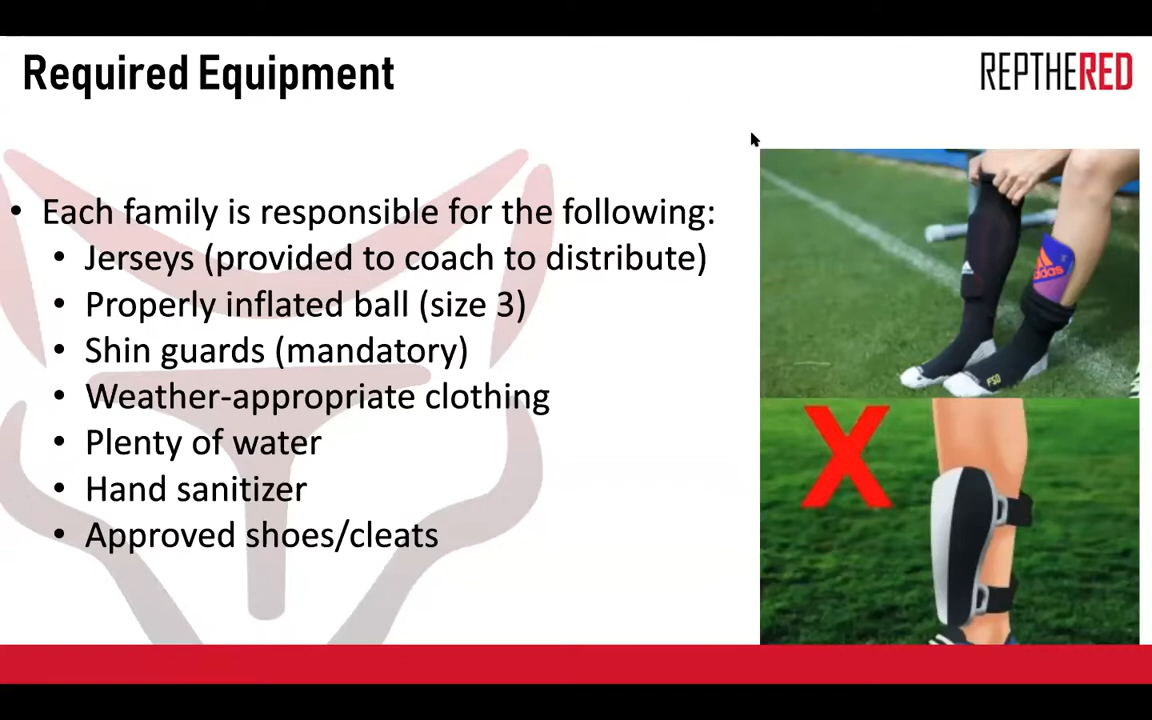 Required Equipment
REPTHERED
• Each family is responsible for the following:
• Jerseys (provided to coach to distribute)
• Properly inflated ball (size 3)
• Shin guards (mandatory)
• Weather-appropriate clothing
• Plenty of water
• Hand sanitizer
• Approved shoes/cleats
adidas
X